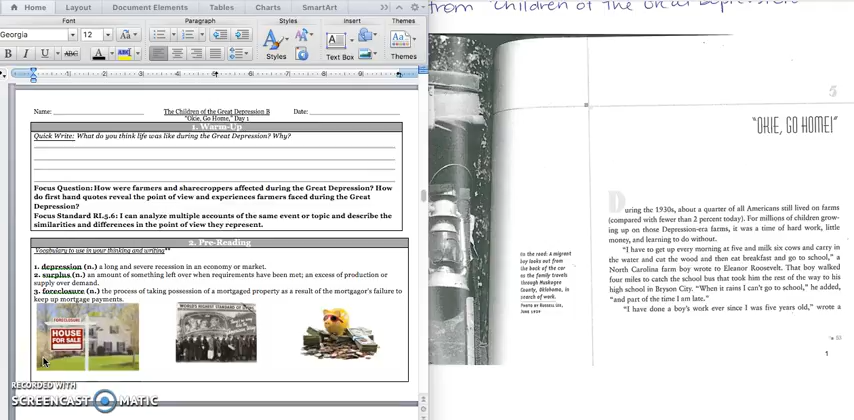 Home Layout Document Elements Tables Charts SmartArt
Font Paragraph Styles Insert Themes
Georgia 12 Aa
B I U ABC A ABC
Styles Text Box Themes
Name: The Children of the Great Depression B Date:
"Okie, Go Home," Day 1
1. Warm-Up
Quick Write: What do you think life was like during the Great Depression? Why?
Focus Question: How were farmers and sharecroppers affected during the Great Depression? How
do first hand quotes reveal the point of view and experiences farmers faced during the Great
Depression?
Focus Standard RI.5.6: I can analyze multiple accounts of the same event or topic and describe the
similarities and differences in the point of view they represent.
2. Pre-Reading
Vocabulary to use in your thinking and writing**
1. depression (n.) a long and severe recession in an economy or market.
2. surplus (n.) an amount of something left over when requirements have been met; an excess of production or
supply over demand.
3. foreclosure (n.) the process of taking possession of a mortgaged property as a result of the mortgagor's failure to
keep up mortgage payments.
FORECLOSURE
HOUSE
FOR SALE
WORLD'S HIGHEST STANDARD OF
RECORDED WITH
SCREENCAST MATIC
from "Children of the Great Depression"
5
"OKIE, GO HOME!"
During the 1930s, about a quarter of all Americans still lived on farms
(compared with fewer than 2 percent today). For millions of children grow-
ing up on those Depression-era farms, it was a time of hard work, little
money, and learning to do without.
"I have to get up every morning at five and milk six cows and carry in
the water and cut the wood and then eat breakfast and go to school," a
North Carolina farm boy wrote to Eleanor Roosevelt. That boy walked
four miles to catch the school bus that took him the rest of the way to his
high school in Bryson City. "When it rains I can't go to school," he added,
"and part of the time I am late."
"I have done a boy's work ever since I was five years old," wrote a
On the road: A migrant
boy looks out from
the back of the car
as the family travels
through Muskogee
County, Oklahoma, in
search of work.
PHOTO BY RUSSELL LEE,
JUNE 1939
53
1